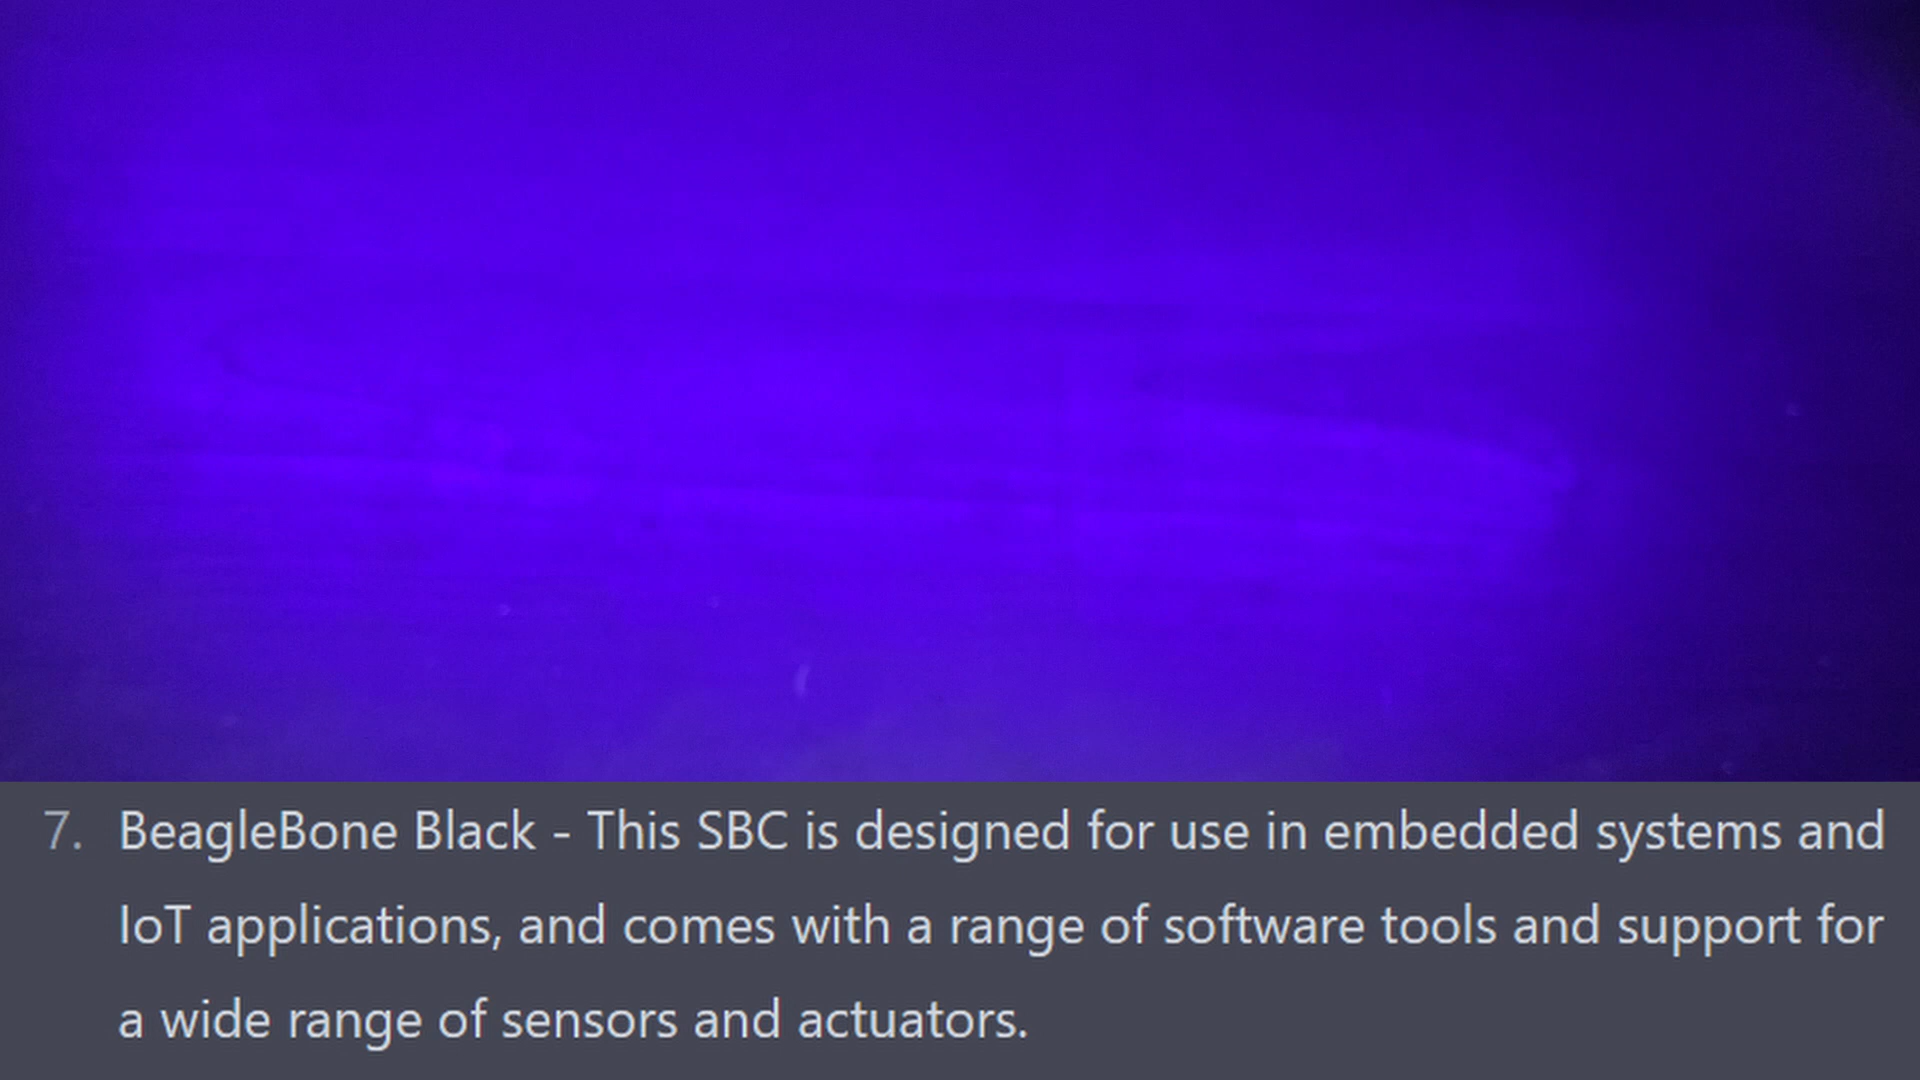 7. BeagleBone Black - This SBC is designed for use in embedded systems and
IoT applications, and comes with a range of software tools and support for
a wide range of sensors and actuators.